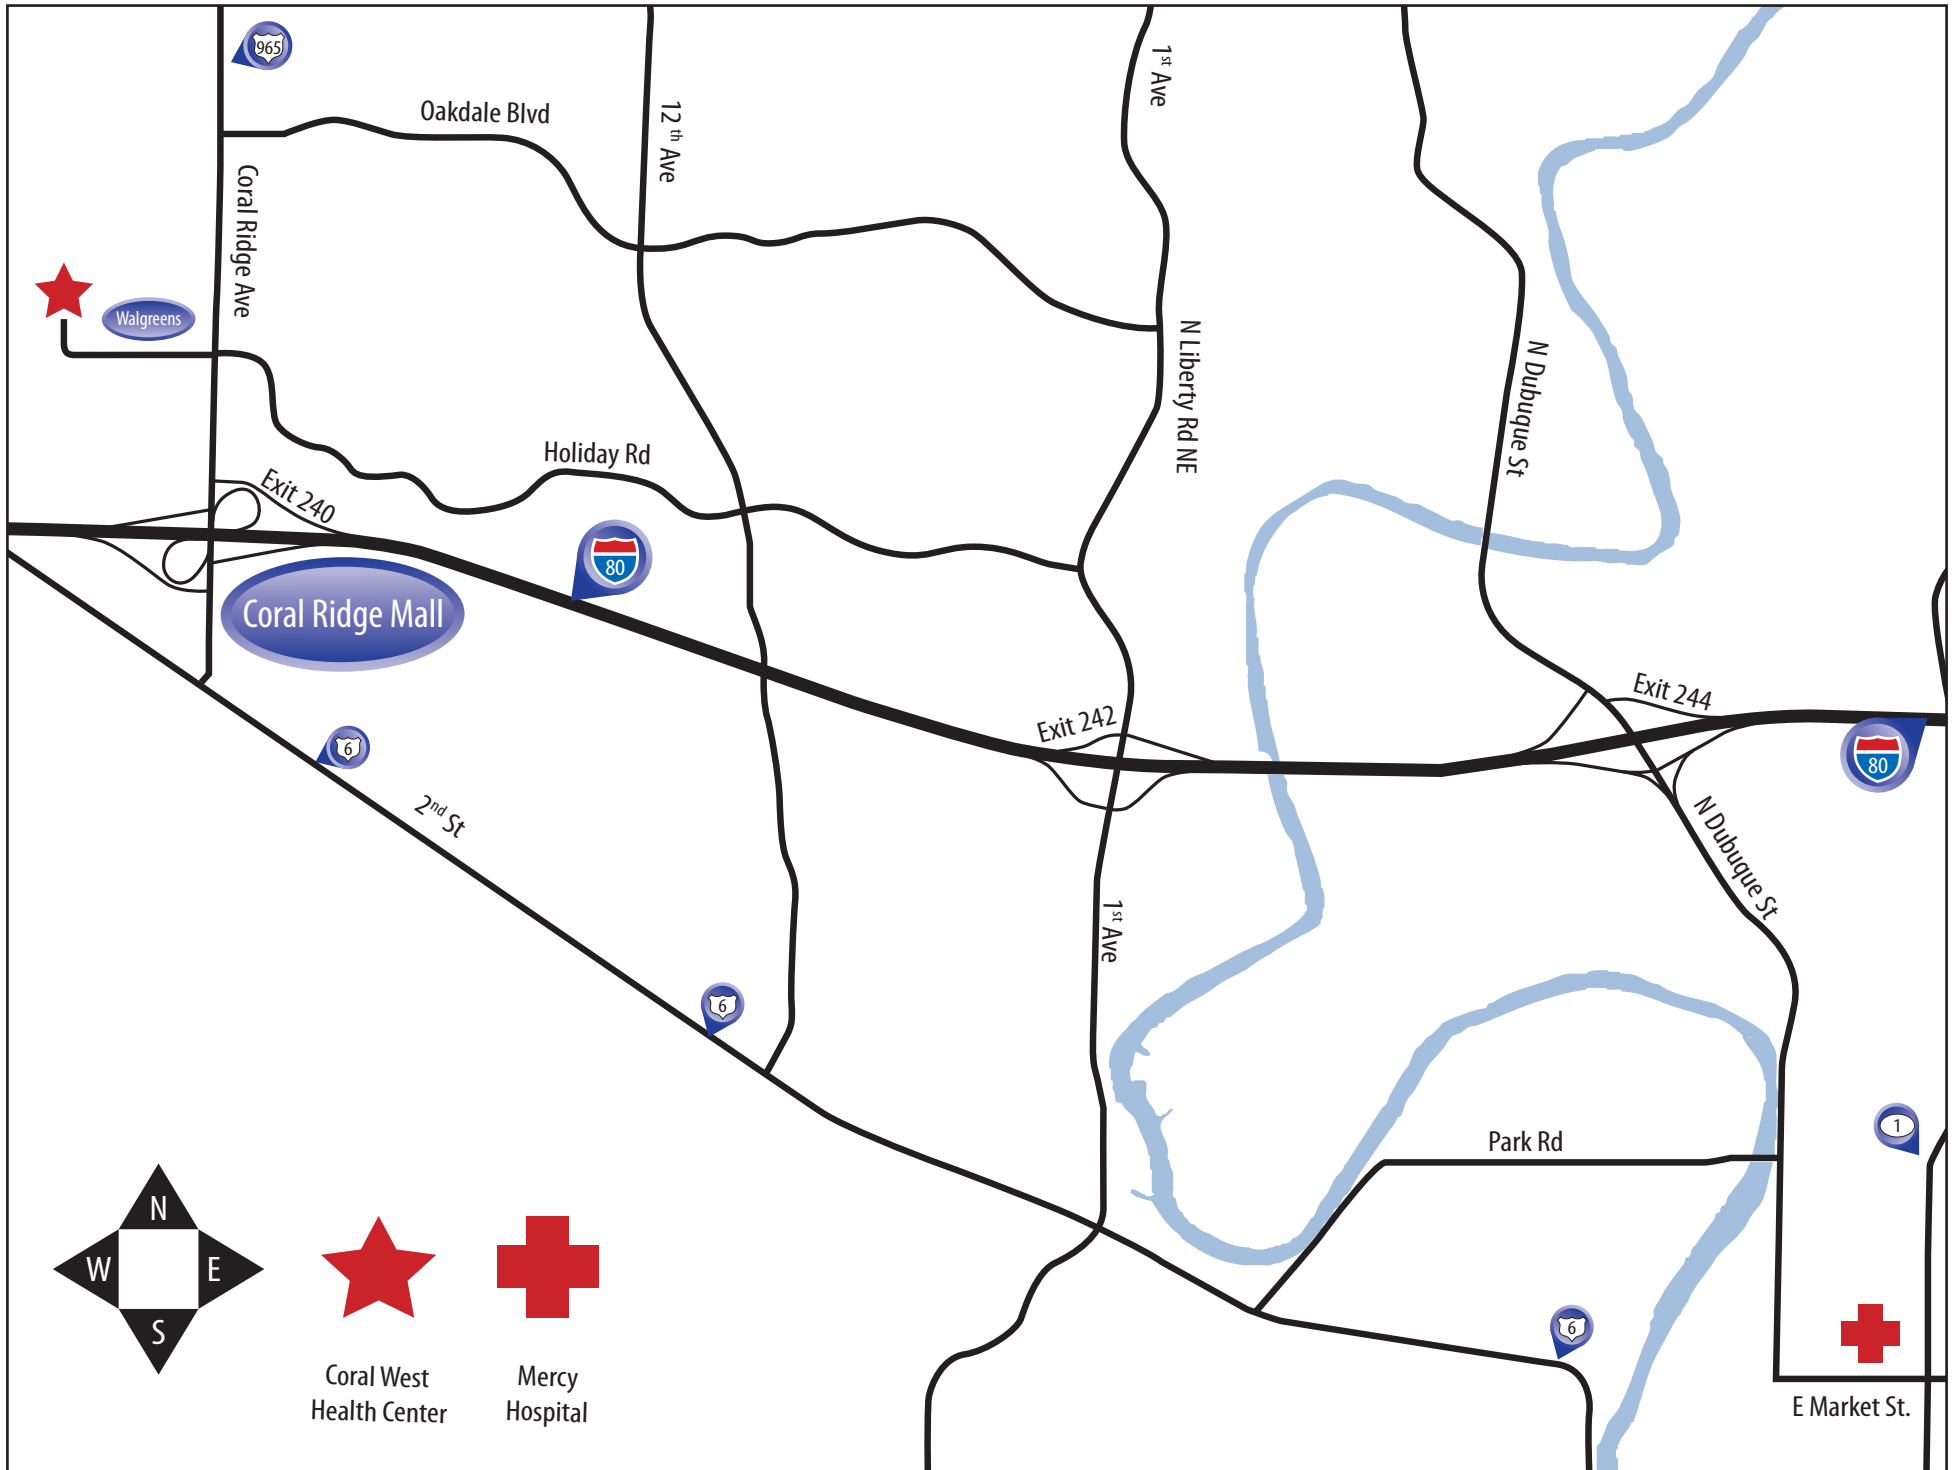 965
Oakdale Blvd
12th Ave
1st Ave
Coral Ridge Ave
Walgreens
N Liberty Rd NE
N Dubuque St
Holiday Rd
Exit 240
80
Coral Ridge Mall
Exit 244
Exit 242
80
6
2nd St
N Dubuque St
1st Ave
6
1
Park Rd
N
W
E
S
6
Coral West
Health Center
Mercy
Hospital
E Market St.